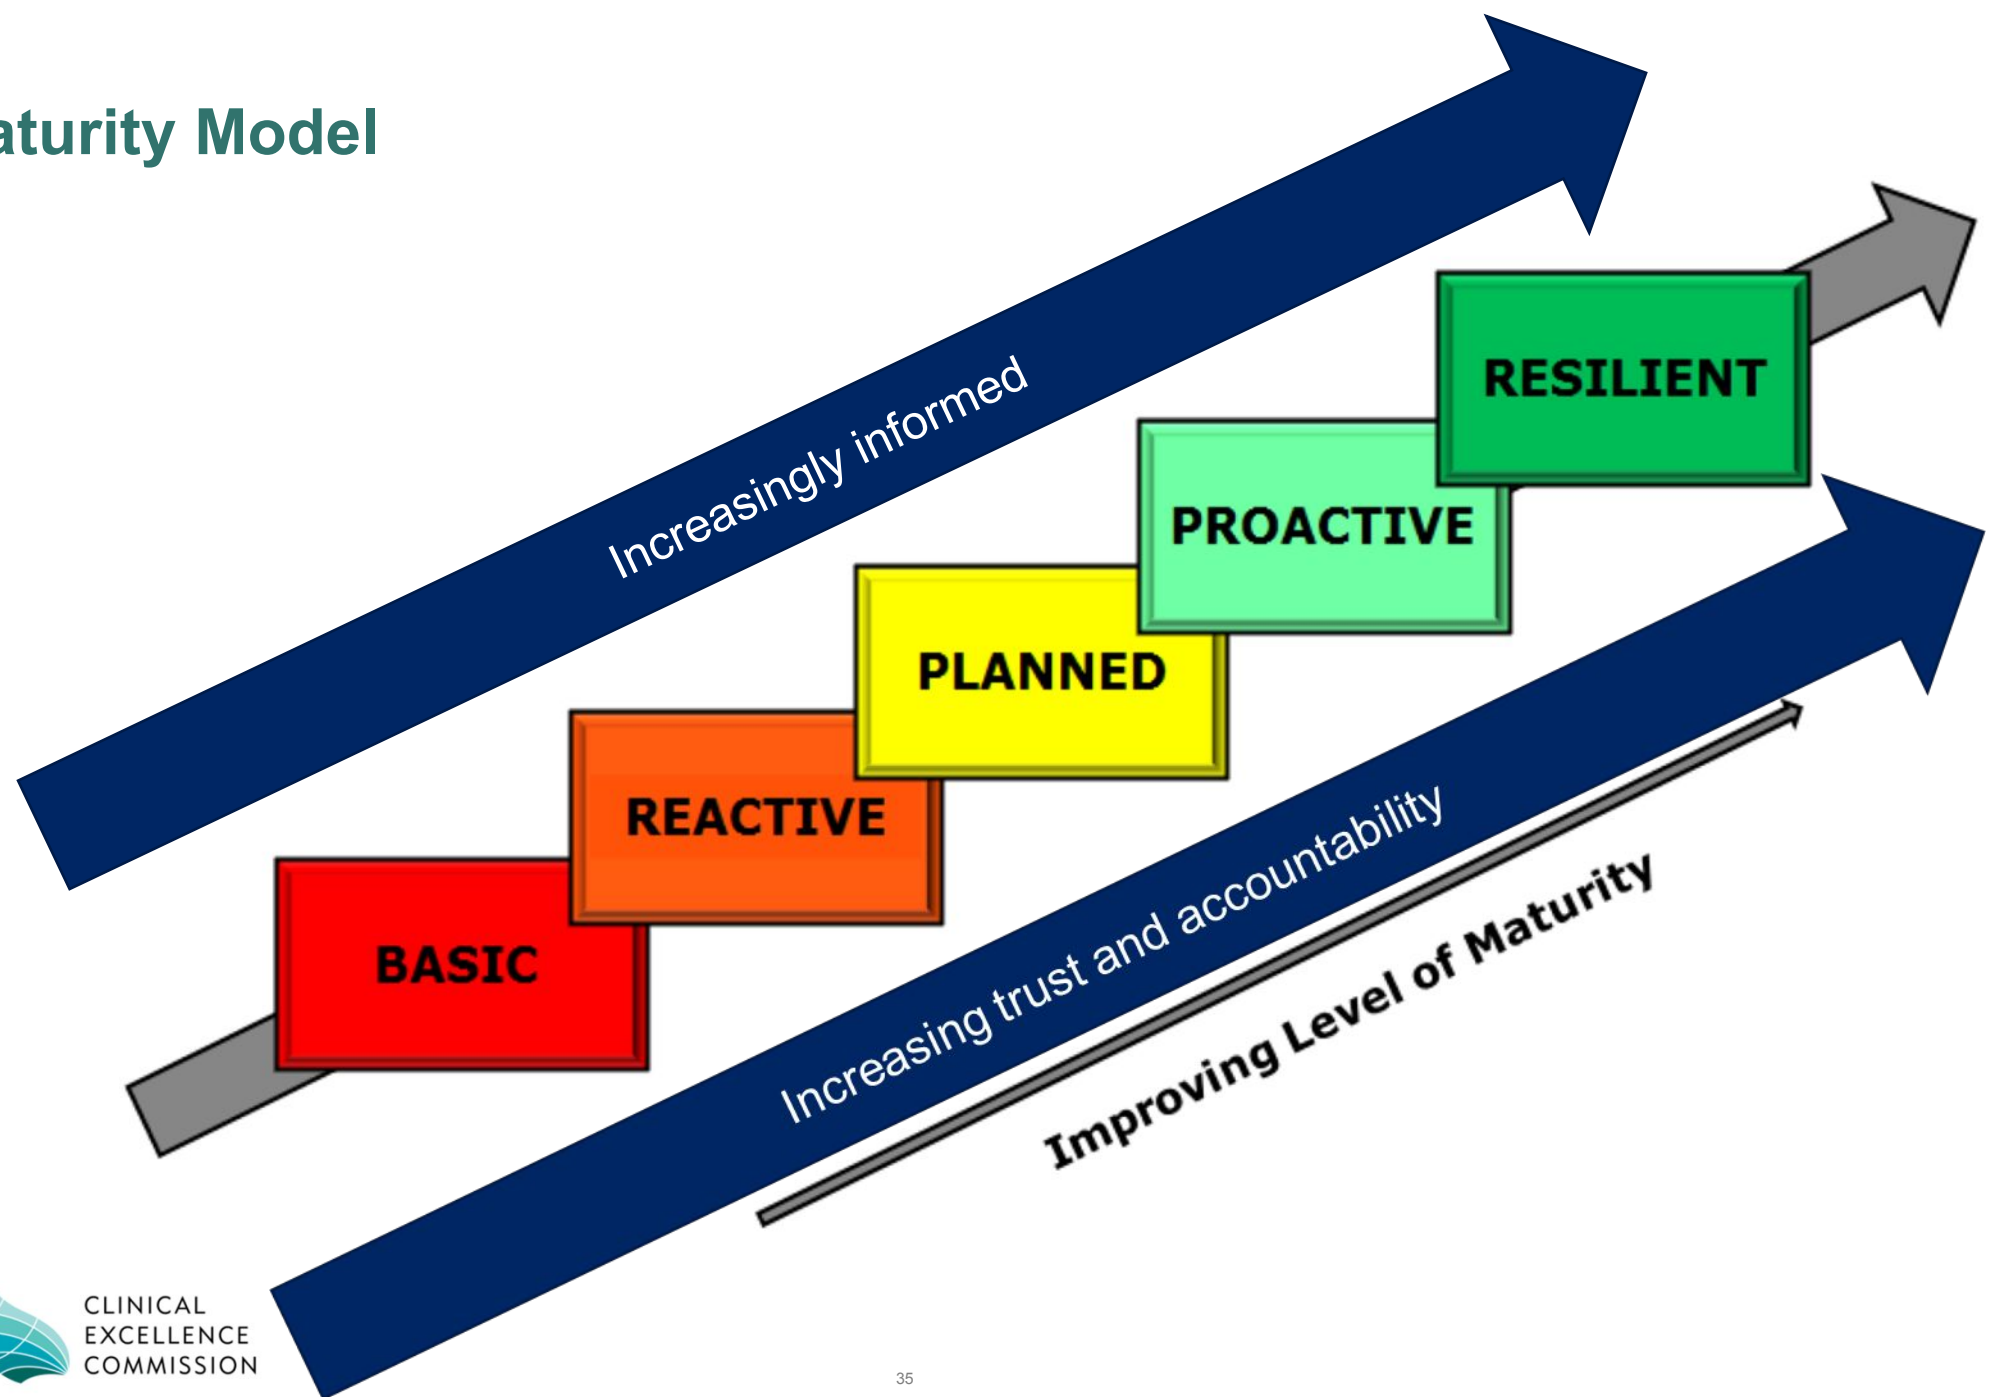 aturity Model
Increasingly informed
RESILIENT
PROACTIVE
PLANNED
REACTIVE
BASIC
Increasing trust and accountability
Improving Level of Maturity
CLINICAL
EXCELLENCE
COMMISSION
35